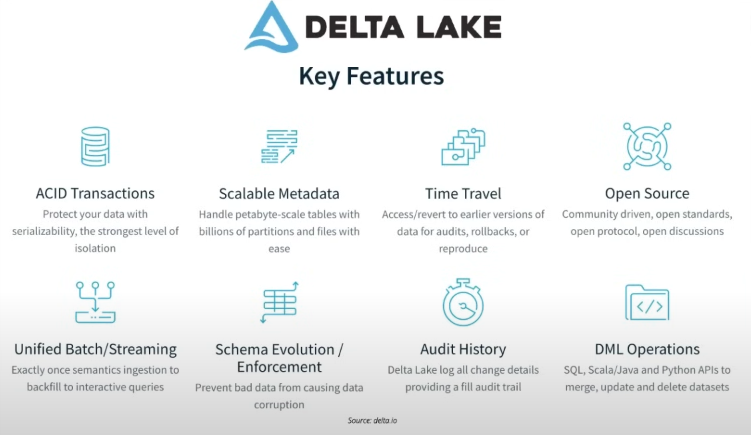 DELTA LAKE
Key Features
ACID Transactions
Protect your data with
serializability, the strongest level of
isolation
Scalable Metadata
Handle petabyte-scale tables with
billions of partitions and files with
ease
Time Travel
Access/revert to earlier versions of
data for audits, rollbacks, or
reproduce
Open Source
Community driven, open standards,
open protocol, open discussions
Unified Batch/Streaming
Exactly once semantics ingestion to
backfill to interactive queries
Schema Evolution /
Enforcement
Prevent bad data from causing data
corruption
Audit History
Delta Lake log all change details
providing a fill audit trail
DML Operations
SQL, Scala/Java and Python APIs to
merge, update and delete datasets
Source: delta.io